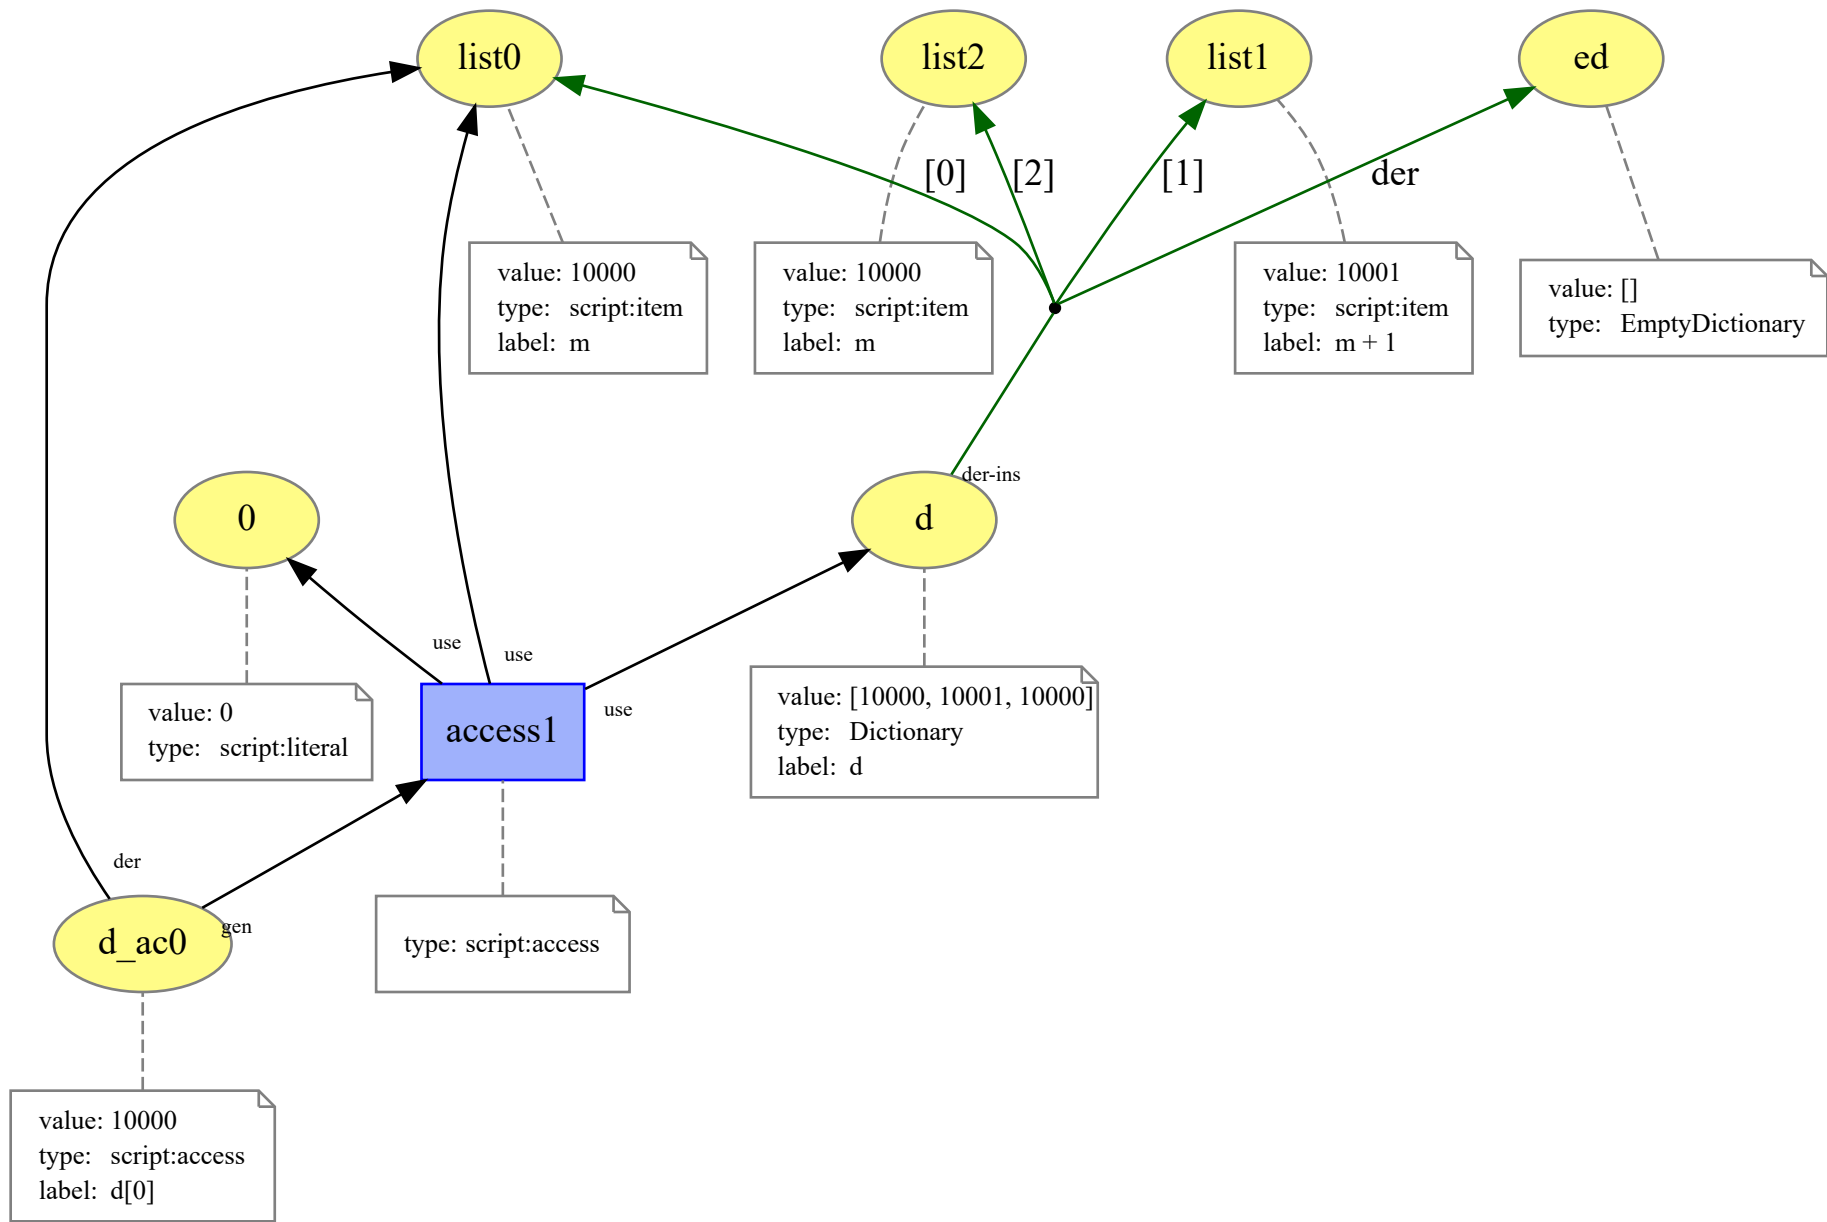 list0
list2
list1
ed
[0]
[2]
[1]
der
value: 10000
type: script:item
label: m
value: 10000
type: script:item
label: m
value: 10001
type: script:item
label: m + 1
value: []
type: EmptyDictionary
der-ins
0
d
use
use
use
value: 0
type: script:literal
access1
value: [10000, 10001, 10000]
type: Dictionary
label: d
der
gen
d_ac0
type: script:access
value: 10000
type: script:access
label: d[0]